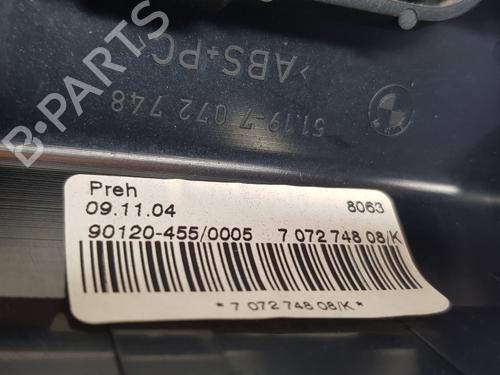 >ABS+PC
51.19-7 072 748
BMW
Preh
09.11.04 8063
90120-455/0005 7 072 748 08/K
* 7 072 748 08/K *
B-PARTS